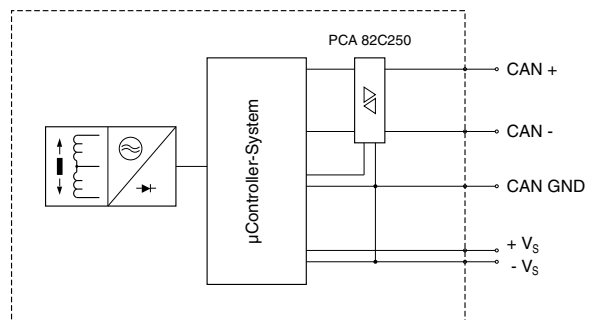 PCA 82C250
CAN +
CAN -
µController-System
CAN GND
+ VS
- VS